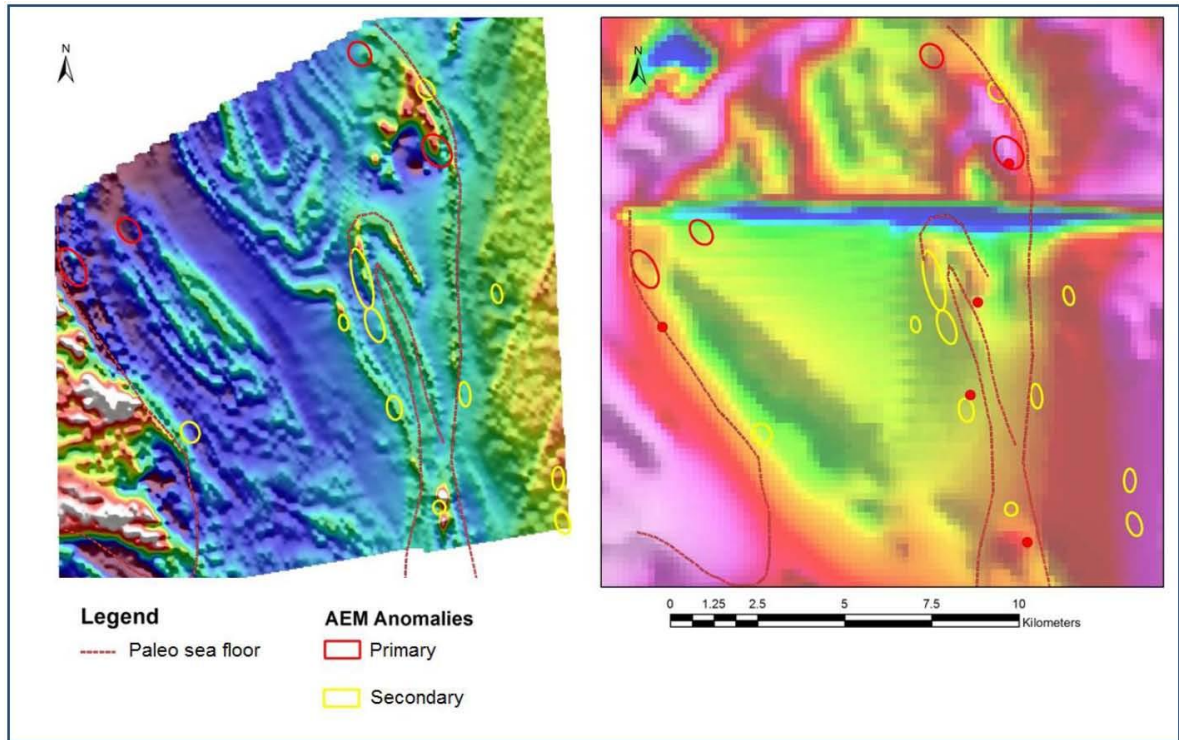 N
N
Legend
Paleo sea floor
AEM Anomalies
Primary
Secondary
0 1.25 2.5 5 7.5 10
Kilometers